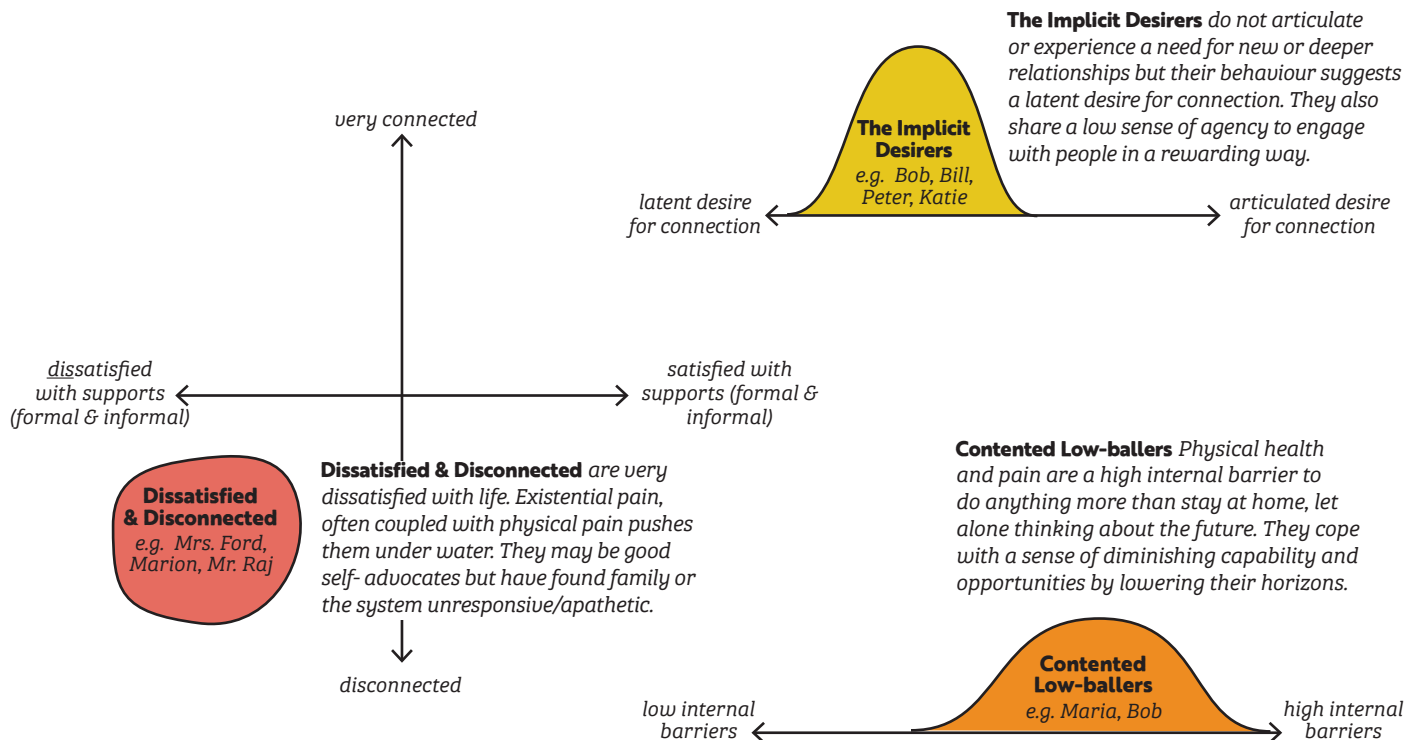 The Implicit Desirers do not articulate
or experience a need for new or deeper
relationships but their behaviour suggests
a latent desire for connection. They also
share a low sense of agency to engage
with people in a rewarding way.
very connected
The Implicit
Desirers
e.g. Bob, Bill,
Peter, Katie
latent desire
for connection
articulated desire
for connection
dissatisfied
with supports
(formal & informal)
satisfied with
supports (formal &
informal)
Dissatisfied
& Disconnected
e.g. Mrs. Ford,
Marion, Mr. Raj
Dissatisfied & Disconnected are very
dissatisfied with life. Existential pain,
often coupled with physical pain pushes
them under water. They may be good
self- advocates but have found family or
the system unresponsive/apathetic.
disconnected
Contented Low-ballers Physical health
and pain are a high internal barrier to
do anything more than stay at home, let
alone thinking about the future. They cope
with a sense of diminishing capability and
opportunities by lowering their horizons.
Contented
Low-ballers
e.g. Maria, Bob
low internal
barriers
high internal
barriers